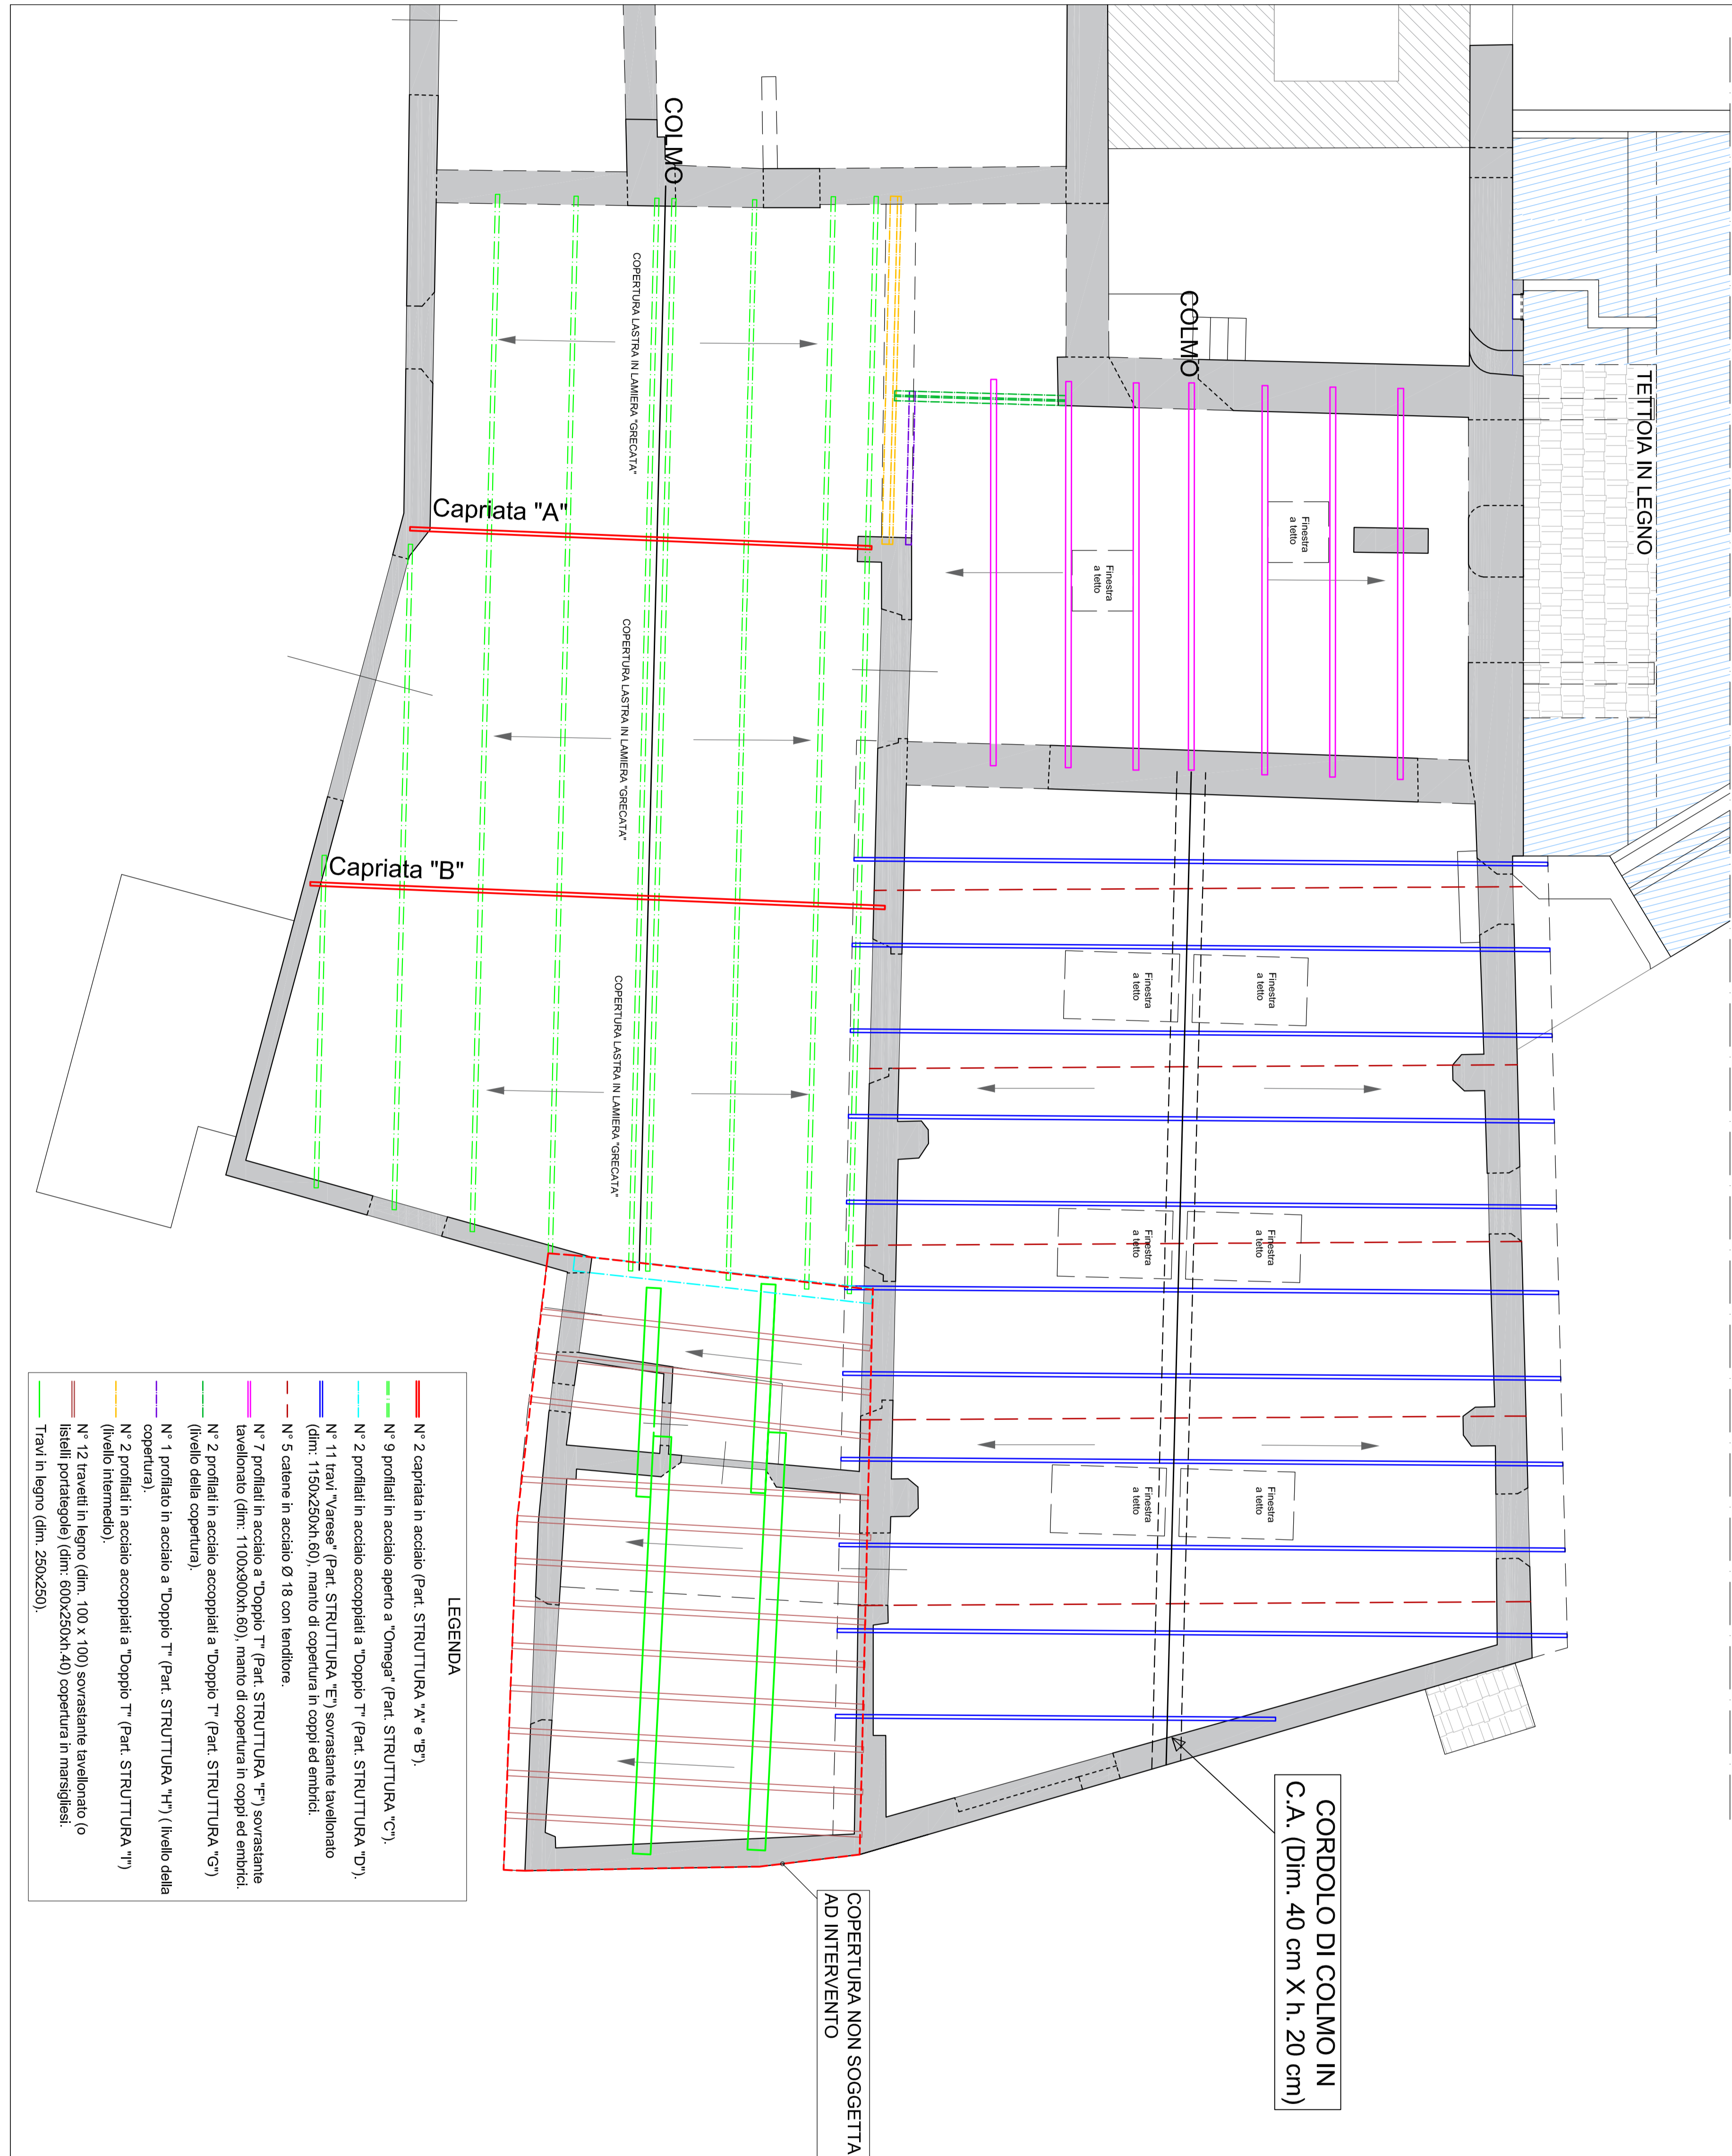 COLMO
COLMO
TETTOIA IN LEGNO
COPERTURA LASTRA IN LAMIERA "GRECATA"
Capriata "A"
Finestra
a tetto
Finestra
a tetto
COPERTURA LASTRA IN LAMIERA "GRECATA"
Capriata "B"
Finestra
a tetto
Finestra
a tetto
COPERTURA LASTRA IN LAMIERA "GRECATA"
Finestra
a tetto
Finestra
a tetto
Finestra
a tetto
Finestra
a tetto
CORDOLO DI COLMO IN
C.A. (Dim. 40 cm X h. 20 cm)
COPERTURA NON SOGGETTA
AD INTERVENTO
LEGENDA
N° 2 capriata in acciaio (Part. STRUTTURA "A" e "B").
N° 9 profilati in acciaio aperto a "Omega" (Part. STRUTTURA "C").
N° 2 profilati in acciaio accoppiati a "Doppio T" (Part. STRUTTURA "D").
N° 11 travi "Varese" (Part. STRUTTURA "E") sovrastante tavellonato
(dim: 1150x250xh.60), manto di copertura in coppi ed embrici.
N° 5 catene in acciaio Ø 18 con tenditore.
N° 7 profilati in acciaio a "Doppio T" (Part. STRUTTURA "F") sovrastante
tavellonato (dim: 1100x900xh.60), manto di copertura in coppi ed embrici.
N° 2 profilati in acciaio accoppiati a "Doppio T" (Part. STRUTTURA "G")
(livello della copertura).
N° 1 profilato in acciaio a "Doppio T" (Part. STRUTTURA "H") ( livello della
copertura).
N° 2 profilati in acciaio accoppiati a "Doppio T" (Part. STRUTTURA "I")
(livello intermedio).
N° 12 travetti in legno (dim. 100 x 100) sovrastante tavellonato (o
listelli portategole) (dim: 600x250xh.40) copertura in marsigliesi.
Travi in legno (dim. 250x250).